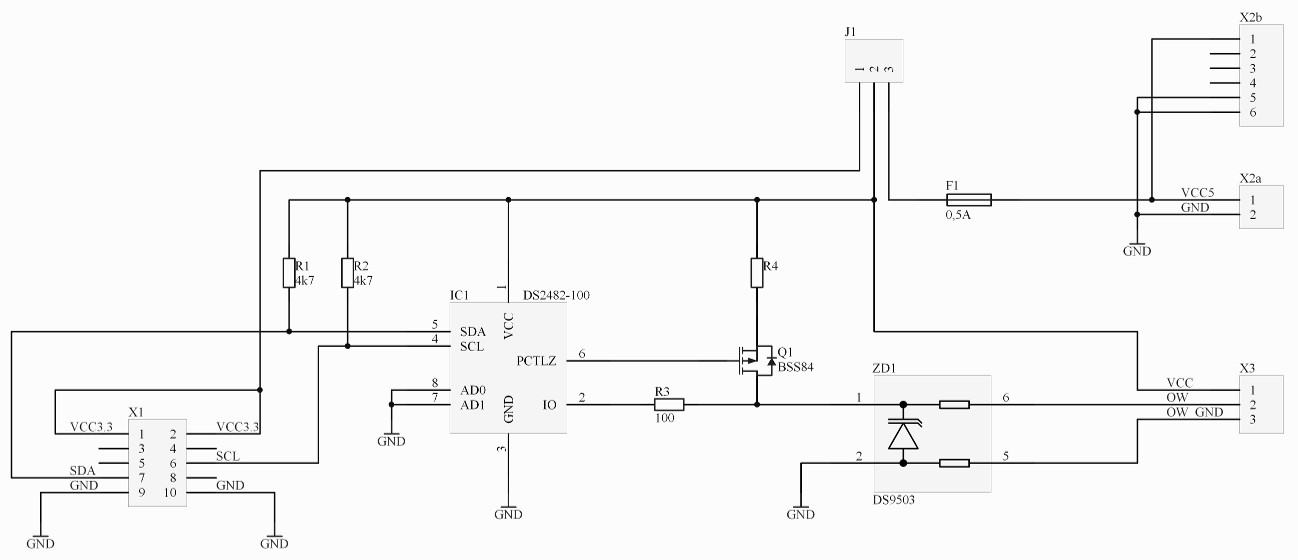 X2b
J1
1
2
3
4
5
6
1 2 3
X2a
F1
VCC5
1
0,5A
GND
2
GND
R1
4k7
R2
4k7
R4
1
IC1
DS2482-100
VCC
5 SDA
4 SCL
PCTLZ 6
Q1
BSS84
8 AD0
7 AD1
GND
GND
IO 2
R3
100
3
GND
ZD1
1
6
2
5
GND
DS9503
X3
VCC 1
OW 2
OW GND 3
X1
VCC3.3 1 2 VCC3.3
3 4
5 6 SCL
SDA 7 8
GND 9 10 GND
GND
GND